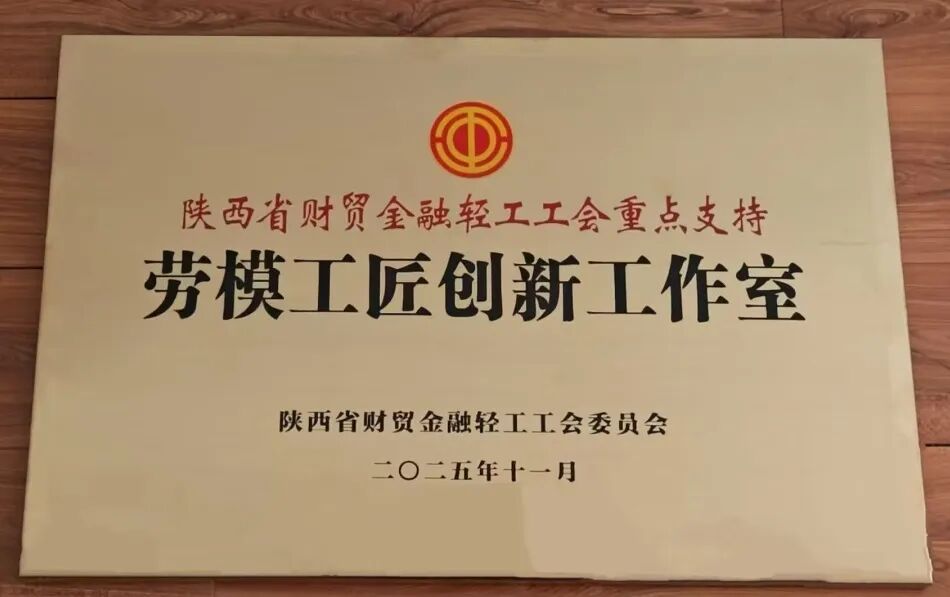 陕西省财贸金融轻工工会重点支持
劳模工匠创新工作室
陕西省财贸金融轻工工会委员会
二〇二五年十一月